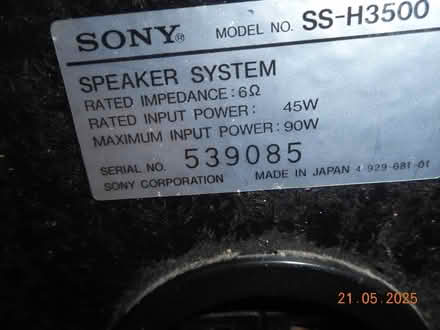 SONY® MODEL NO. SS-H3500
SPEAKER SYSTEM
RATED IMPEDANCE: 6Ω
RATED INPUT POWER: 45W
MAXIMUM INPUT POWER: 90W
SERIAL NO. 539085
SONY CORPORATION MADE IN JAPAN 4-929-681-01
21.05.2025